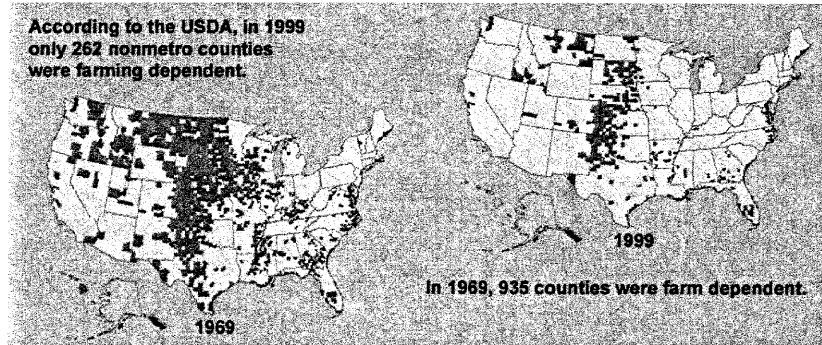 According to the USDA, in 1999
only 262 nonmetro counties
were farming dependent.
1969
1999
In 1969, 935 counties were farm dependent.